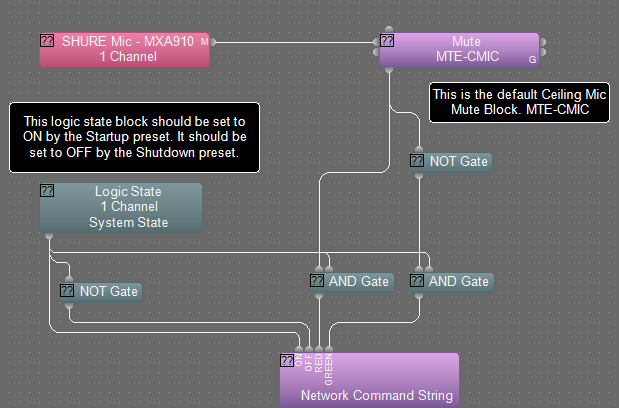 ?? SHURE Mic - MXA910 M
1 Channel
?? Mute
MTE-CMIC
G
This is the default Ceiling Mic
Mute Block. MTE-CMIC
This logic state block should be set to
ON by the Startup preset. It should be
set to OFF by the Shutdown preset.
?? NOT Gate
?? Logic State
1 Channel
System State
?? NOT Gate
?? AND Gate
?? AND Gate
?? ON OFF RED GREEN
Network Command String